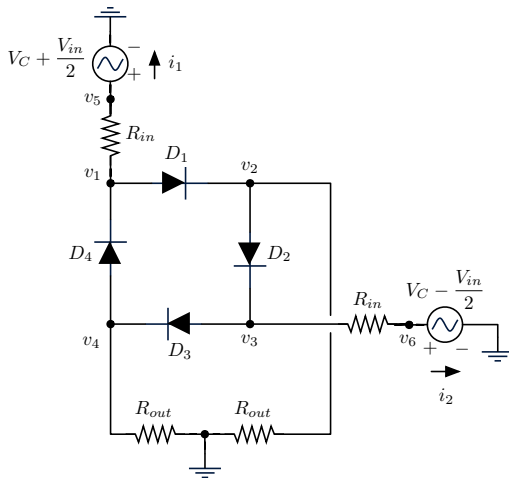 V_C + V_in/2
−
+
i_1
v_5
R_in
v_1
D_1
v_2
D_4
D_2
V_C − V_in/2
R_in
v_4
D_3
v_3
v_6
+ −
i_2
R_out
R_out